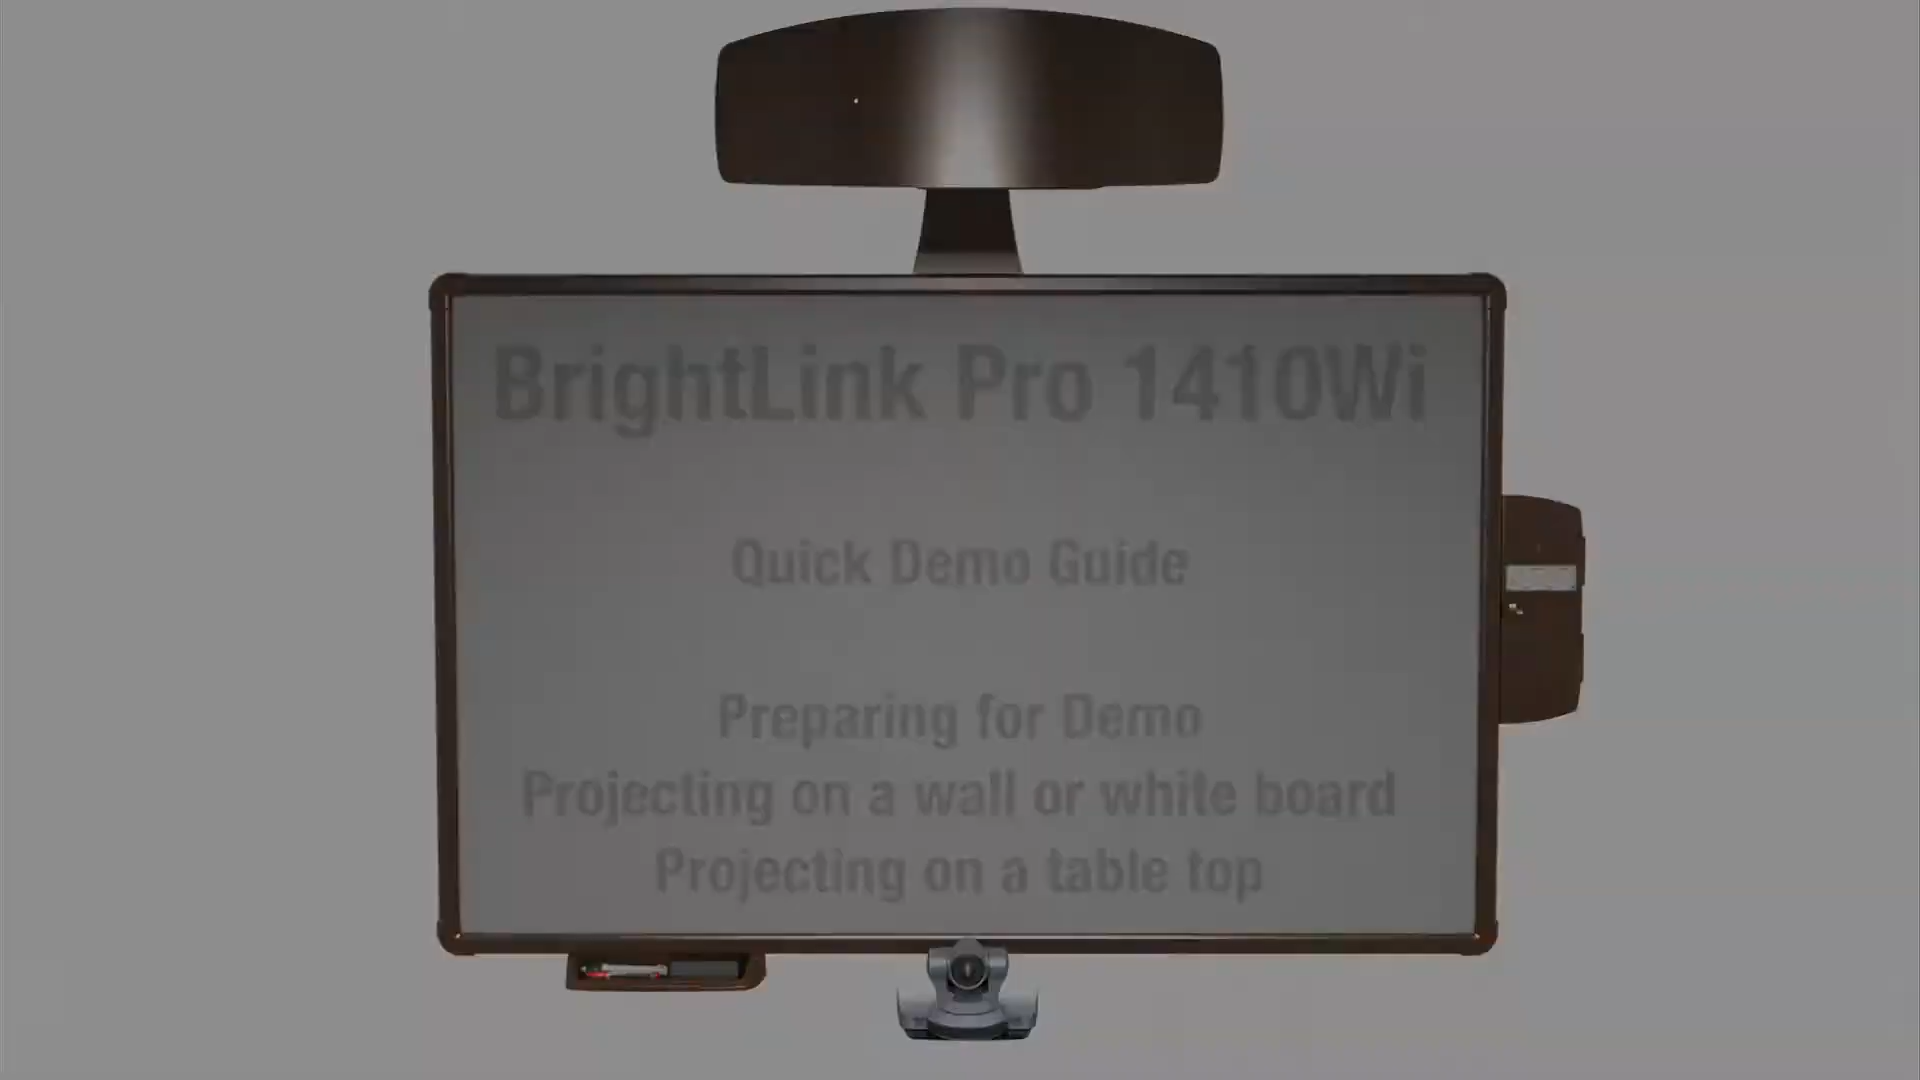 BrightLink Pro 1410Wi
Quick Demo Guide
Preparing for Demo
Projecting on a wall or white board
Projecting on a table top